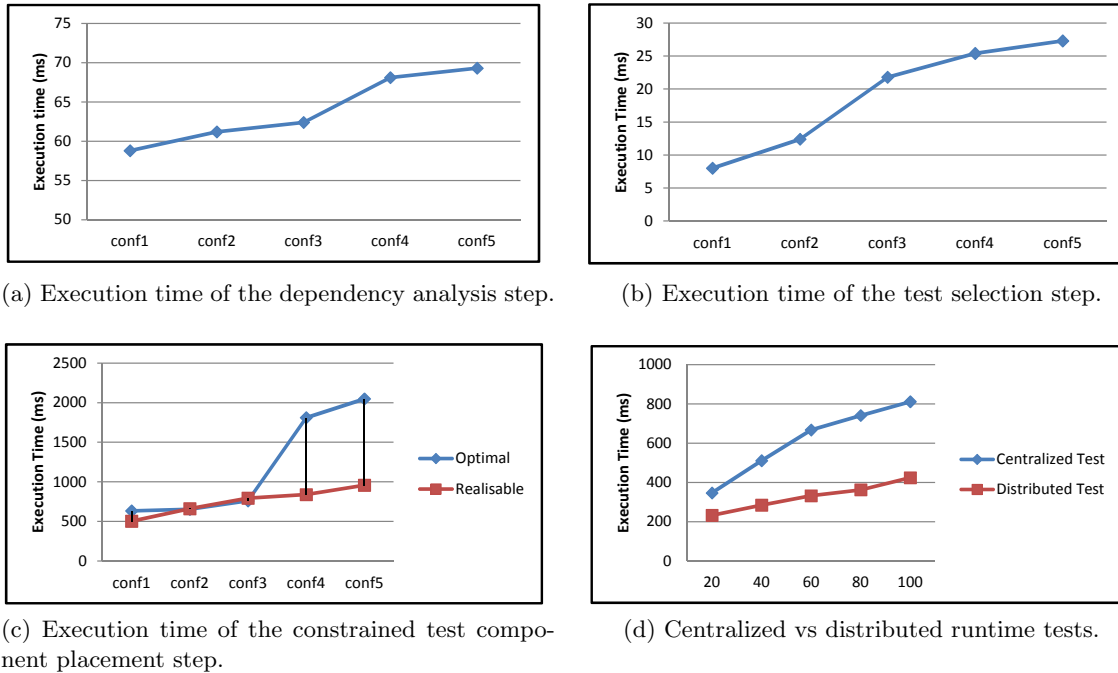 75
70
65
60
55
50
Execution time (ms)
conf1 conf2 conf3 conf4 conf5
(a) Execution time of the dependency analysis step.
30
25
20
15
10
5
0
Execution Time (ms)
conf1 conf2 conf3 conf4 conf5
(b) Execution time of the test selection step.
2500
2000
1500
1000
500
0
Execution Time (ms)
conf1 conf2 conf3 conf4 conf5
Optimal
Realisable
(c) Execution time of the constrained test compo-
nent placement step.
1000
800
600
400
200
0
Execution Time (ms)
20 40 60 80 100
Centralized Test
Distributed Test
(d) Centralized vs distributed runtime tests.